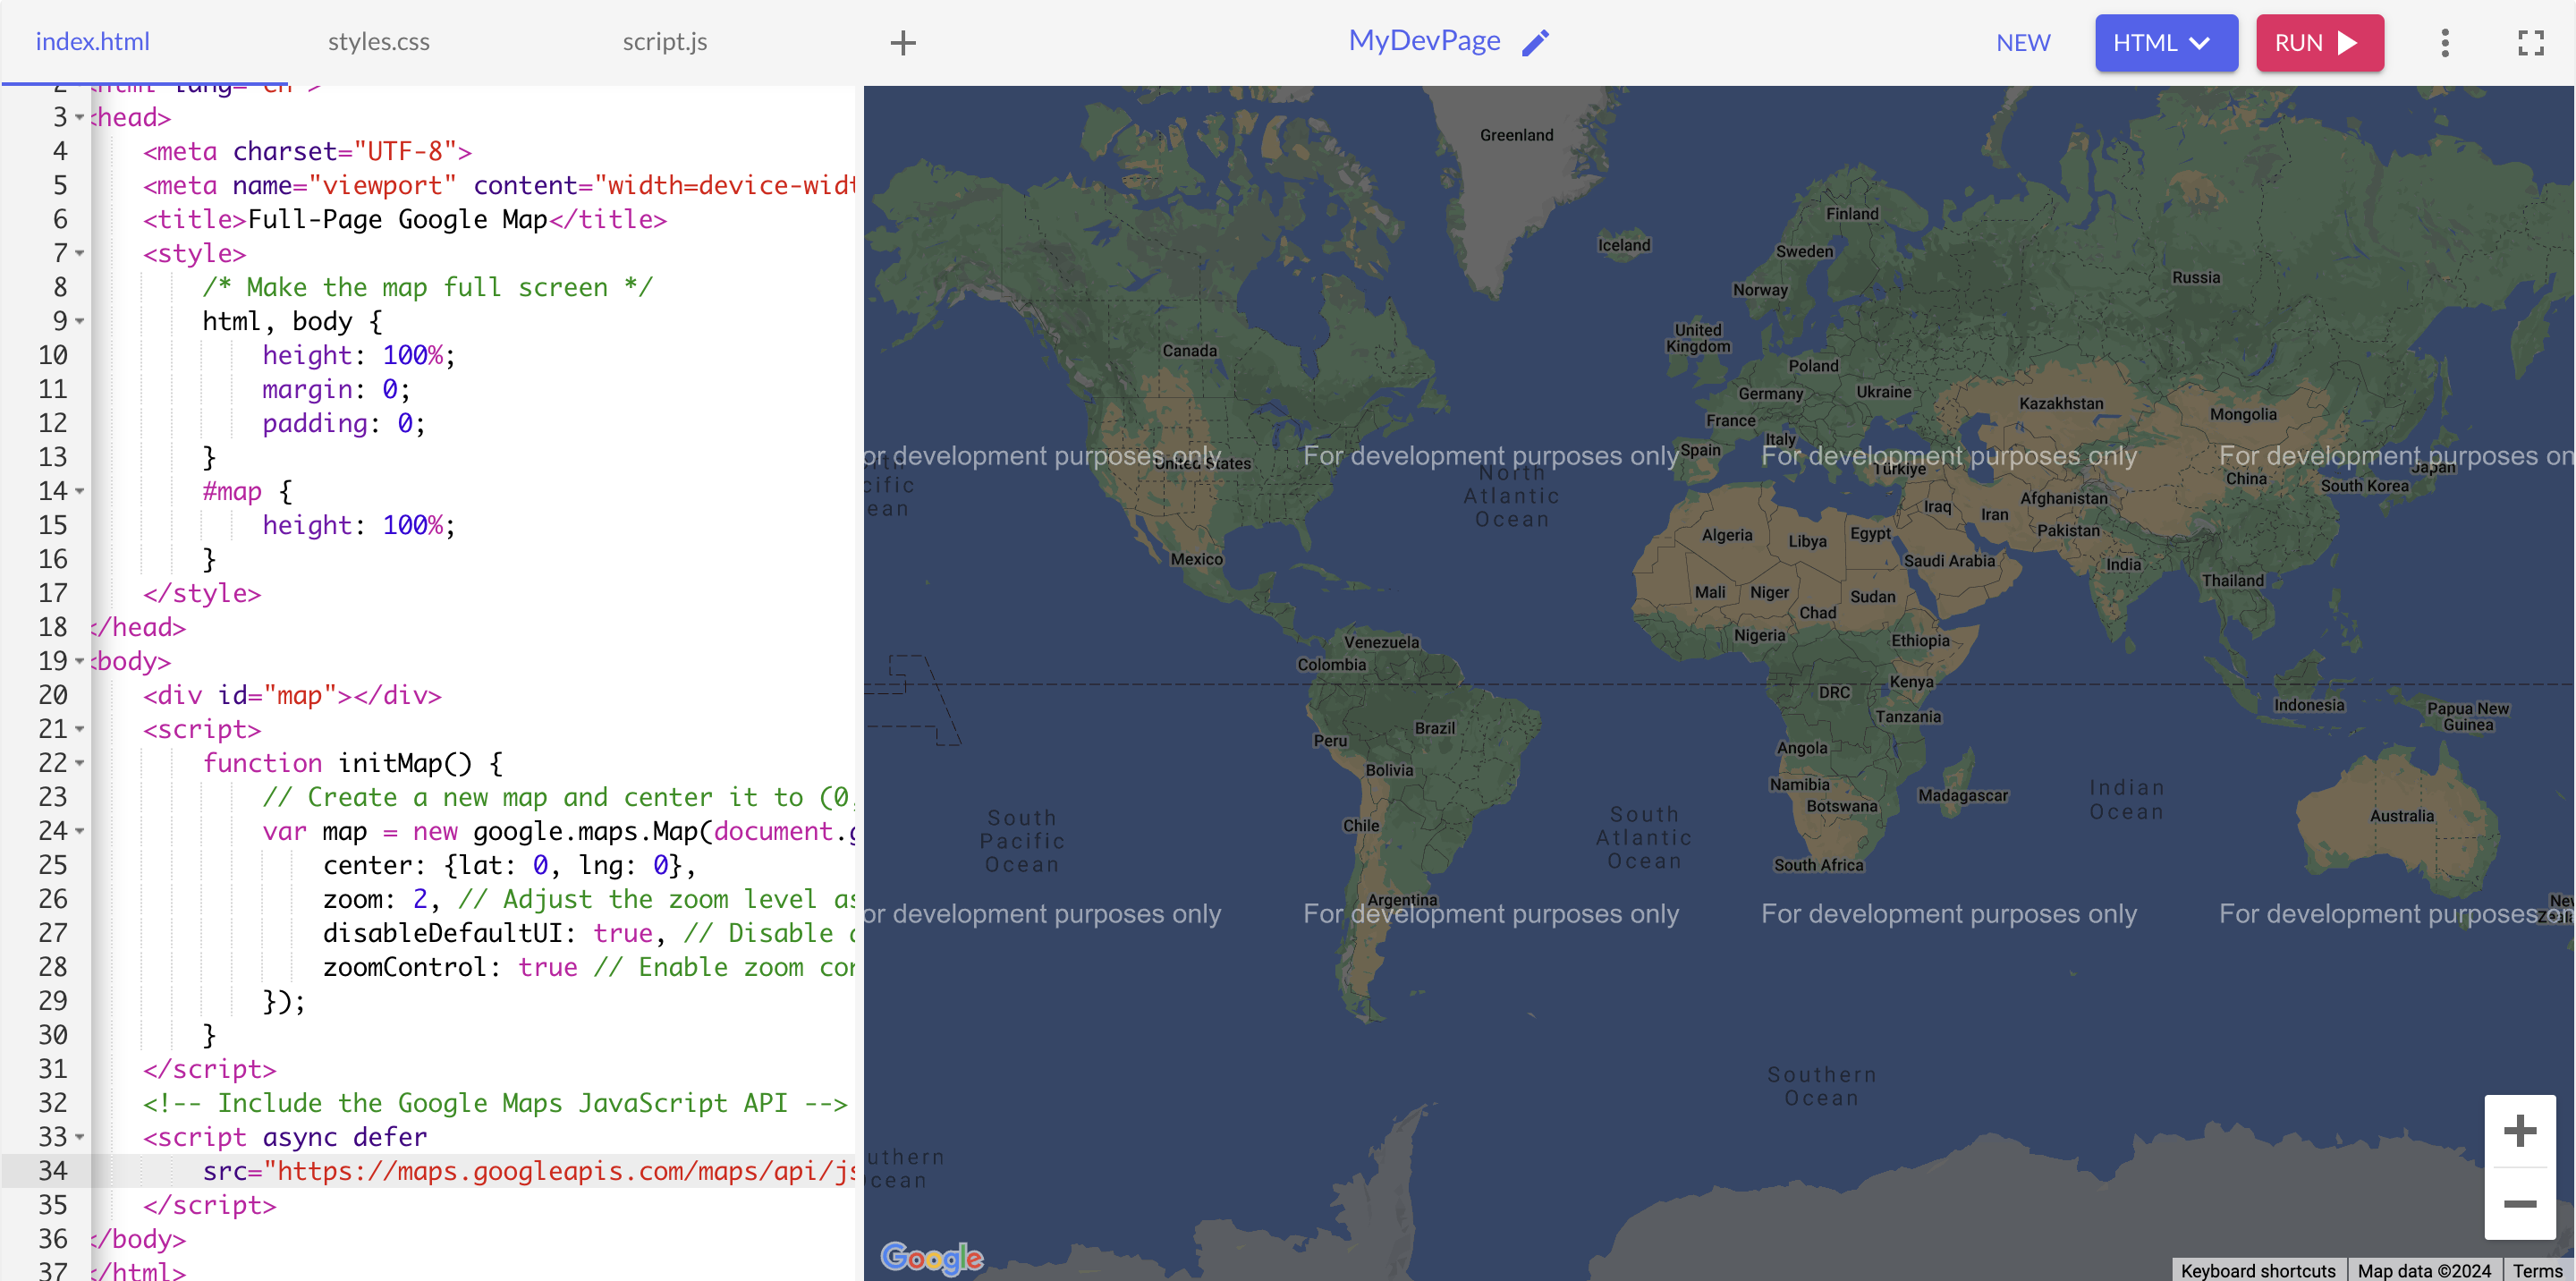 index.html
styles.css
script.js
MyDevPage
NEW
HTML
RUN
3 <head>
4 <meta charset="UTF-8">
5 <meta name="viewport" content="width=device-widt
6 <title>Full-Page Google Map</title>
7 <style>
8 /* Make the map full screen */
9 html, body {
10 height: 100%;
11 margin: 0;
12 padding: 0;
13 }
14 #map {
15 height: 100%;
16 }
17 </style>
18 </head>
19 <body>
20 <div id="map"></div>
21 <script>
22 function initMap() {
23 // Create a new map and center it to (0,
24 var map = new google.maps.Map(document.g
25 center: {lat: 0, lng: 0},
26 zoom: 2, // Adjust the zoom level as
27 disableDefaultUI: true, // Disable d
28 zoomControl: true // Enable zoom con
29 });
30 }
31 </script>
32 <!-- Include the Google Maps JavaScript API -->
33 <script async defer
34 src="https://maps.googleapis.com/maps/api/js
35 </script>
36 </body>
37 </html>
Greenland
Finland
Iceland
Sweden
Russia
Norway
United
Kingdom
Canada
Poland
Germany
Ukraine
Kazakhstan
Mongolia
France
Italy
Spain
or development purposes only
For development purposes only
For development purposes only
For development purposes on
United States
Türkiye
Japan
China
South Korea
North
Atlantic
Ocean
Afghanistan
Iraq
Iran
Pakistan
Algeria
Libya
Egypt
Saudi Arabia
Mexico
India
Thailand
Mali
Niger
Sudan
Chad
Nigeria
Ethiopia
Venezuela
Colombia
Kenya
DRC
Indonesia
Papua New
Guinea
Tanzania
Brazil
Peru
Angola
Bolivia
Namibia
Botswana
Madagascar
Indian
Ocean
Chile
Australia
South
Pacific
Ocean
South
Atlantic
Ocean
South Africa
Argentina
or development purposes only
For development purposes only
For development purposes only
For development purposes on
Southern
Ocean
uthern
cean
Google
Keyboard shortcuts
Map data ©2024
Terms